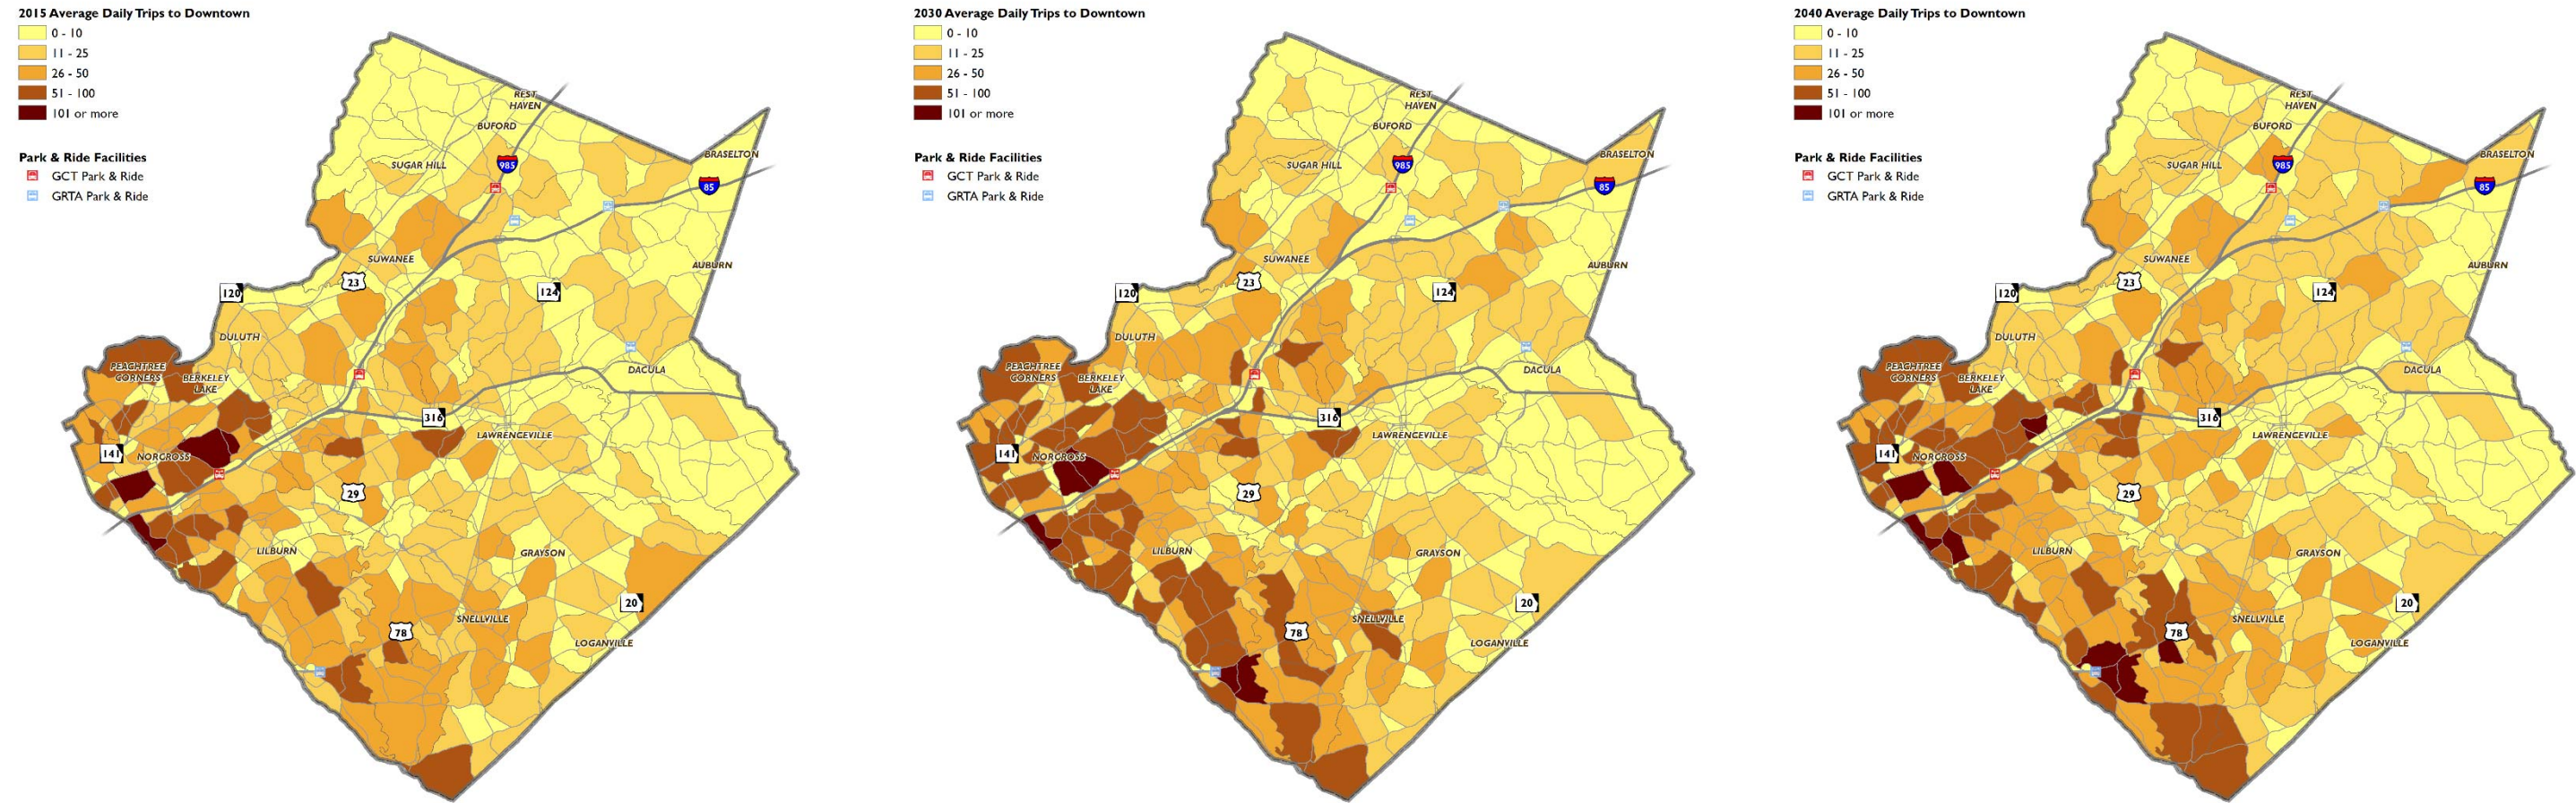 2015 Average Daily Trips to Downtown
0 - 10
11 - 25
26 - 50
51 - 100
101 or more
Park & Ride Facilities
GCT Park & Ride
GRTA Park & Ride
REST
HAVEN
BUFORD
SUGAR HILL
985
BRASELTON
85
SUWANEE
AUBURN
23
120
124
DULUTH
PEACHTREE
CORNERS
BERKELEY
LAKE
DACULA
316
LAWRENCEVILLE
141
NORCROSS
29
LILBURN
GRAYSON
20
SNELLVILLE
78
LOGANVILLE
2030 Average Daily Trips to Downtown
0 - 10
11 - 25
26 - 50
51 - 100
101 or more
Park & Ride Facilities
GCT Park & Ride
GRTA Park & Ride
REST
HAVEN
BUFORD
SUGAR HILL
985
BRASELTON
85
SUWANEE
AUBURN
23
120
124
DULUTH
PEACHTREE
CORNERS
BERKELEY
LAKE
DACULA
316
LAWRENCEVILLE
141
NORCROSS
29
LILBURN
GRAYSON
20
SNELLVILLE
78
LOGANVILLE
2040 Average Daily Trips to Downtown
0 - 10
11 - 25
26 - 50
51 - 100
101 or more
Park & Ride Facilities
GCT Park & Ride
GRTA Park & Ride
REST
HAVEN
BUFORD
SUGAR HILL
985
BRASELTON
85
SUWANEE
AUBURN
23
120
124
DULUTH
PEACHTREE
CORNERS
BERKELEY
LAKE
DACULA
316
LAWRENCEVILLE
141
NORCROSS
29
LILBURN
GRAYSON
20
SNELLVILLE
78
LOGANVILLE